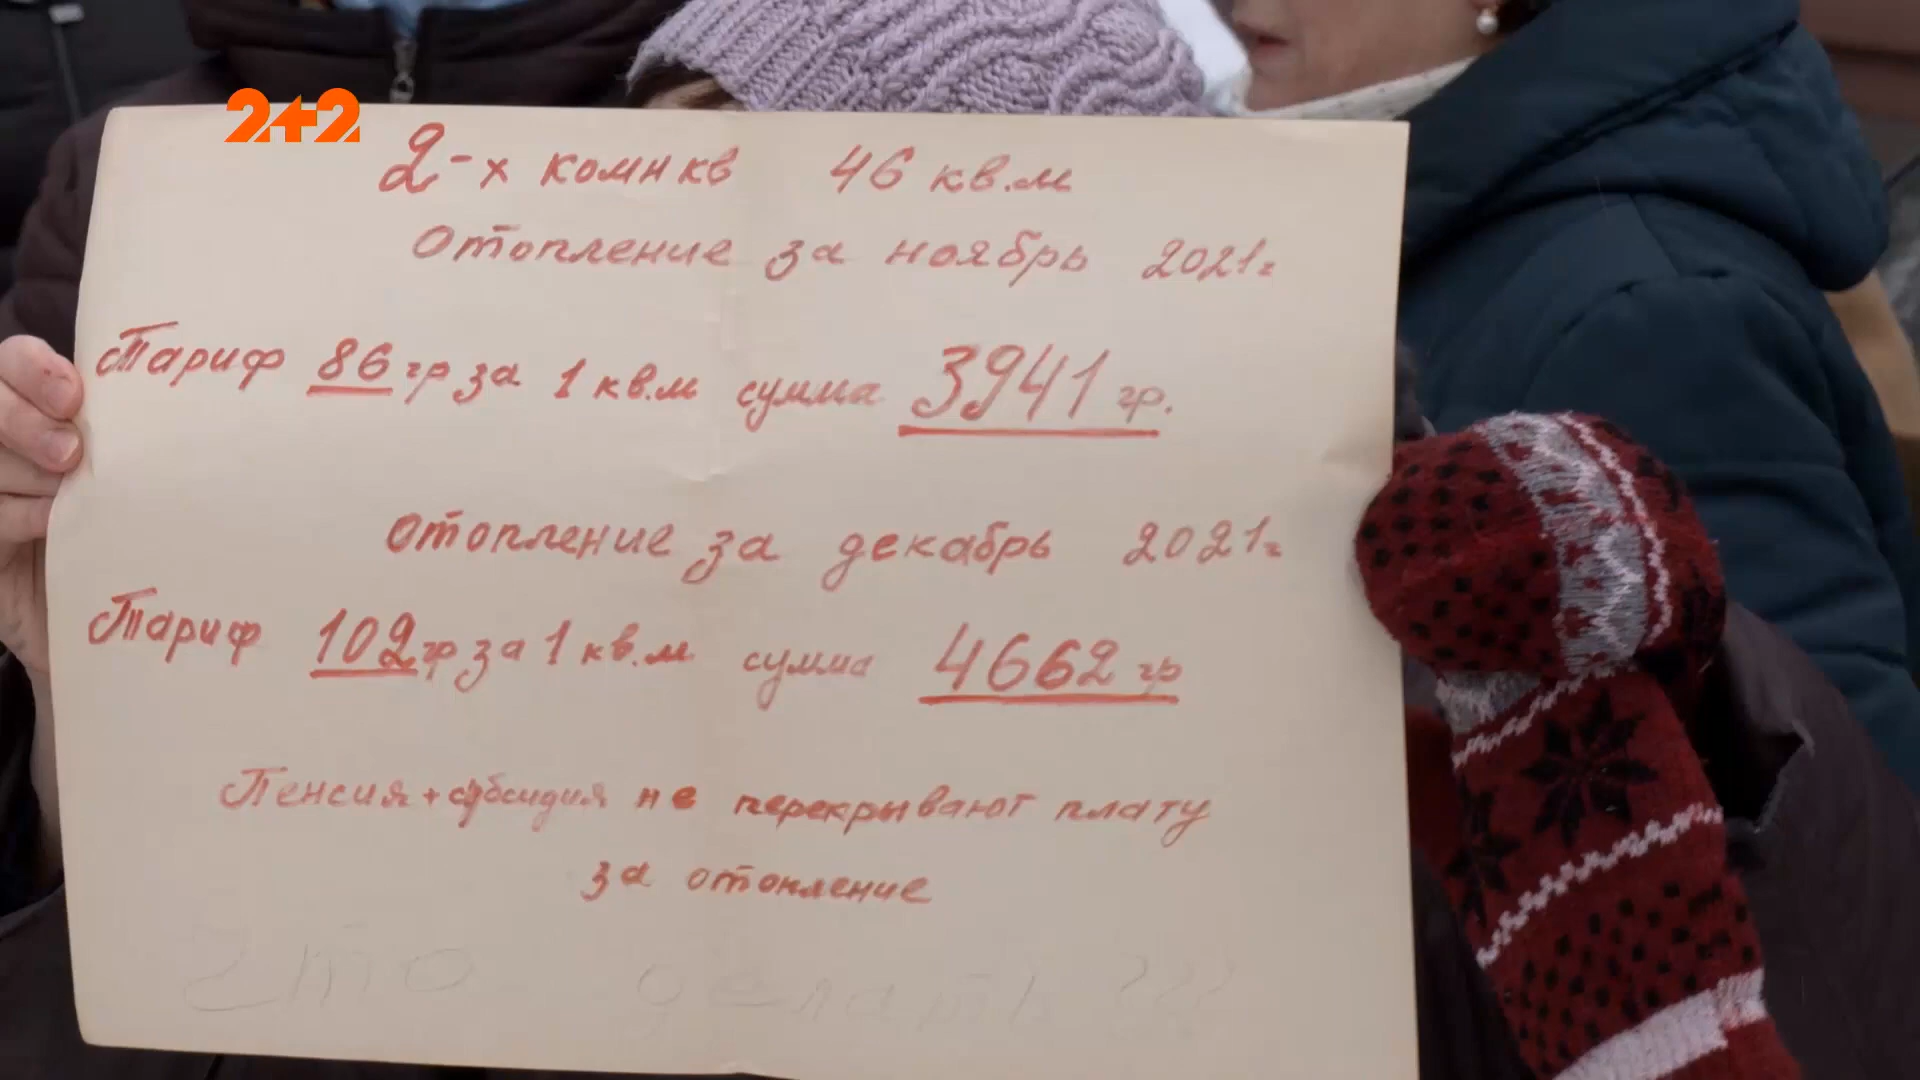 2+2
2-х комн кв 46 кв.м
Отопление за ноябрь 2021г
Тариф 86 гр за 1 кв.м сумма 3941 гр.
Отопление за декабрь 2021г
Тариф 102 гр за 1 кв.м сумма 4662 гр
Пенсия + субсидия не перекрывают плату
за отопление
Что делать ???